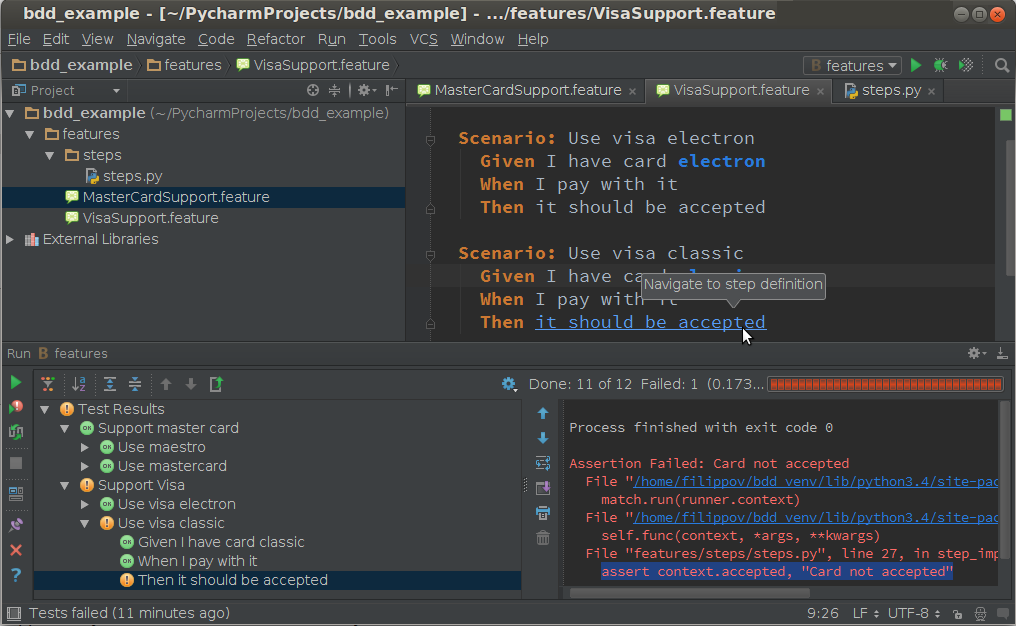 bdd_example - [~/PycharmProjects/bdd_example] - .../features/VisaSupport.feature
File Edit View Navigate Code Refactor Run Tools VCS Window Help
bdd_example features VisaSupport.feature
B features
Project
MasterCardSupport.feature × VisaSupport.feature × steps.py ×
bdd_example (~/PycharmProjects/bdd_example)
features
steps
steps.py
MasterCardSupport.feature
VisaSupport.feature
External Libraries
Scenario: Use visa electron
Given I have card electron
When I pay with it
Then it should be accepted
Scenario: Use visa classic
Given I have
Navigate to step definition
When I pay with it
Then it should be accepted
Run B features
Done: 11 of 12 Failed: 1 (0.173...
Test Results
OK Support master card
OK Use maestro
OK Use mastercard
Support Visa
OK Use visa electron
Use visa classic
OK Given I have card classic
OK When I pay with it
Then it should be accepted
Process finished with exit code 0
Assertion Failed: Card not accepted
File "/home/filippov/bdd_venv/lib/python3.4/site-pac
match.run(runner.context)
File "/home/filippov/bdd_venv/lib/python3.4/site-pac
self.func(context, *args, **kwargs)
File "features/steps/steps.py", line 27, in step_imp
assert context.accepted, "Card not accepted"
Tests failed (11 minutes ago)
9:26 LF UTF-8